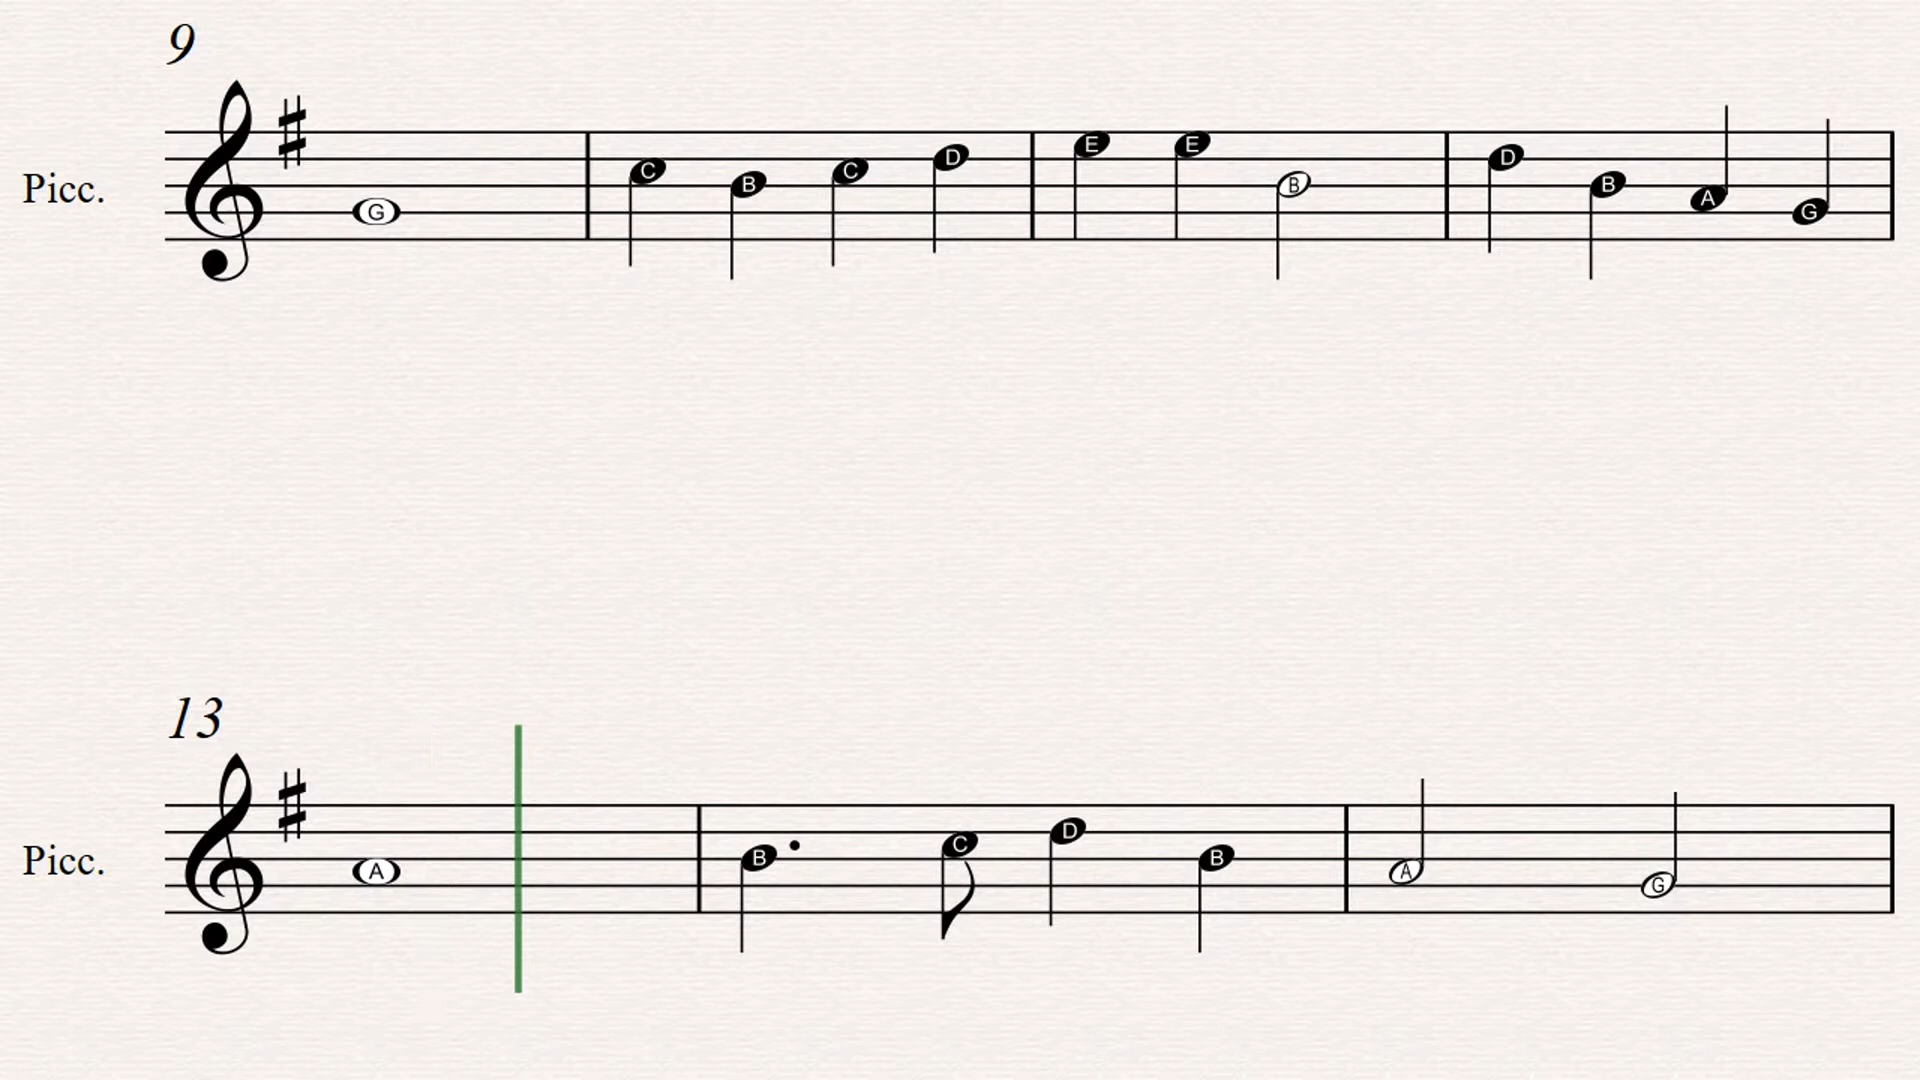 9
Picc.
G C B C D E E B D B A G
13
Picc.
A B C D B A G